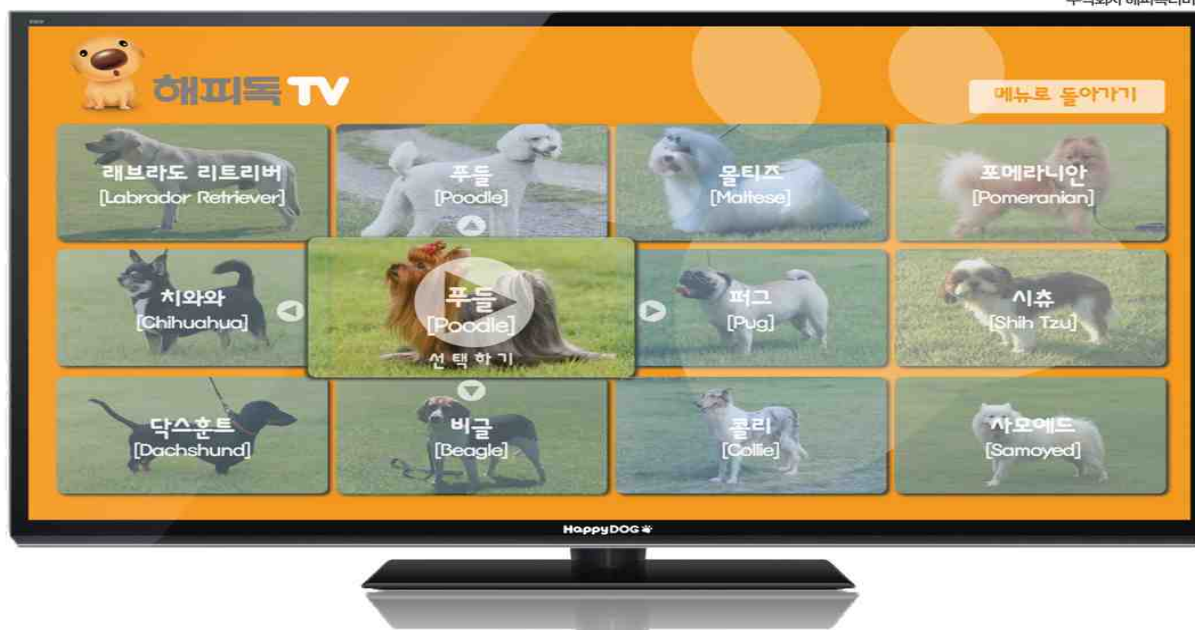 해피독 TV
메뉴로 돌아가기
래브라도 리트리버
[Labrador Retriever]
푸들
[Poodle]
몰티즈
[Maltese]
포메라니안
[Pomeranian]
치와와
[Chihuahua]
푸들
[Poodle]
선택하기
퍼그
[Pug]
시츄
[Shih Tzu]
닥스훈트
[Dachshund]
비글
[Beagle]
콜리
[Collie]
사모예드
[Samoyed]
HappyDOG